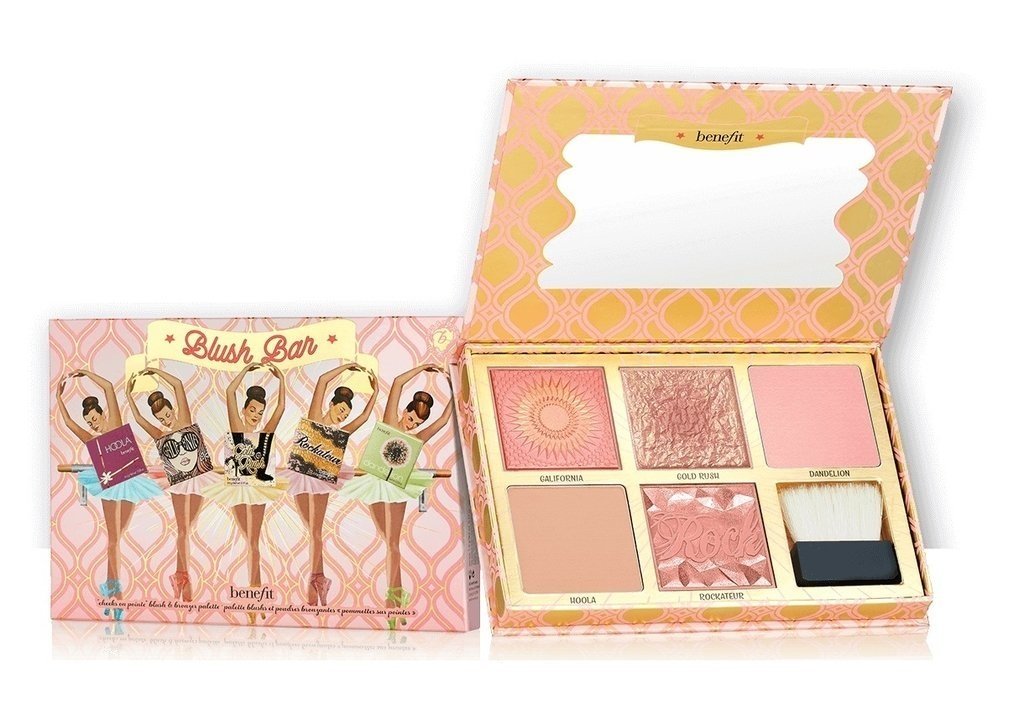 Blush Bar
HOOLA
benefit
Rockateur
benefit
"cheeks on pointe" blush & bronzer palette "palette blushs et poudres bronzantes « pommettes sur pointes »
benefit
CALIFORNIA
GOLD RUSH
DANDELION
HOOLA
Rock
ROCKATEUR